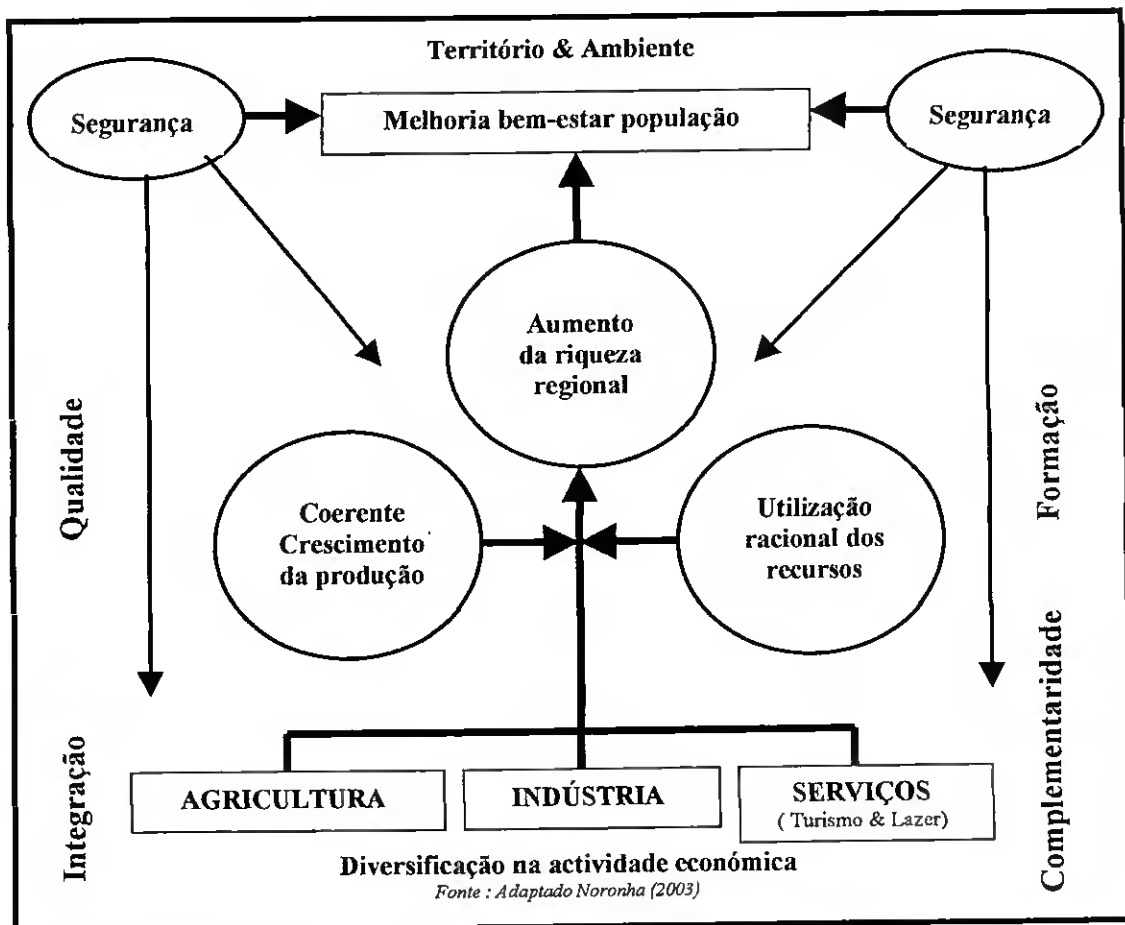 Território & Ambiente
Segurança
Melhoria bem-estar população
Segurança
Aumento
da riqueza
regional
Qualidade
Formação
Coerente
Crescimento
da produção
Utilização
racional dos
recursos
Integração
Complementaridade
AGRICULTURA
INDÚSTRIA
SERVIÇOS
( Turismo & Lazer)
Diversificação na actividade económica
Fonte : Adaptado Noronha (2003)